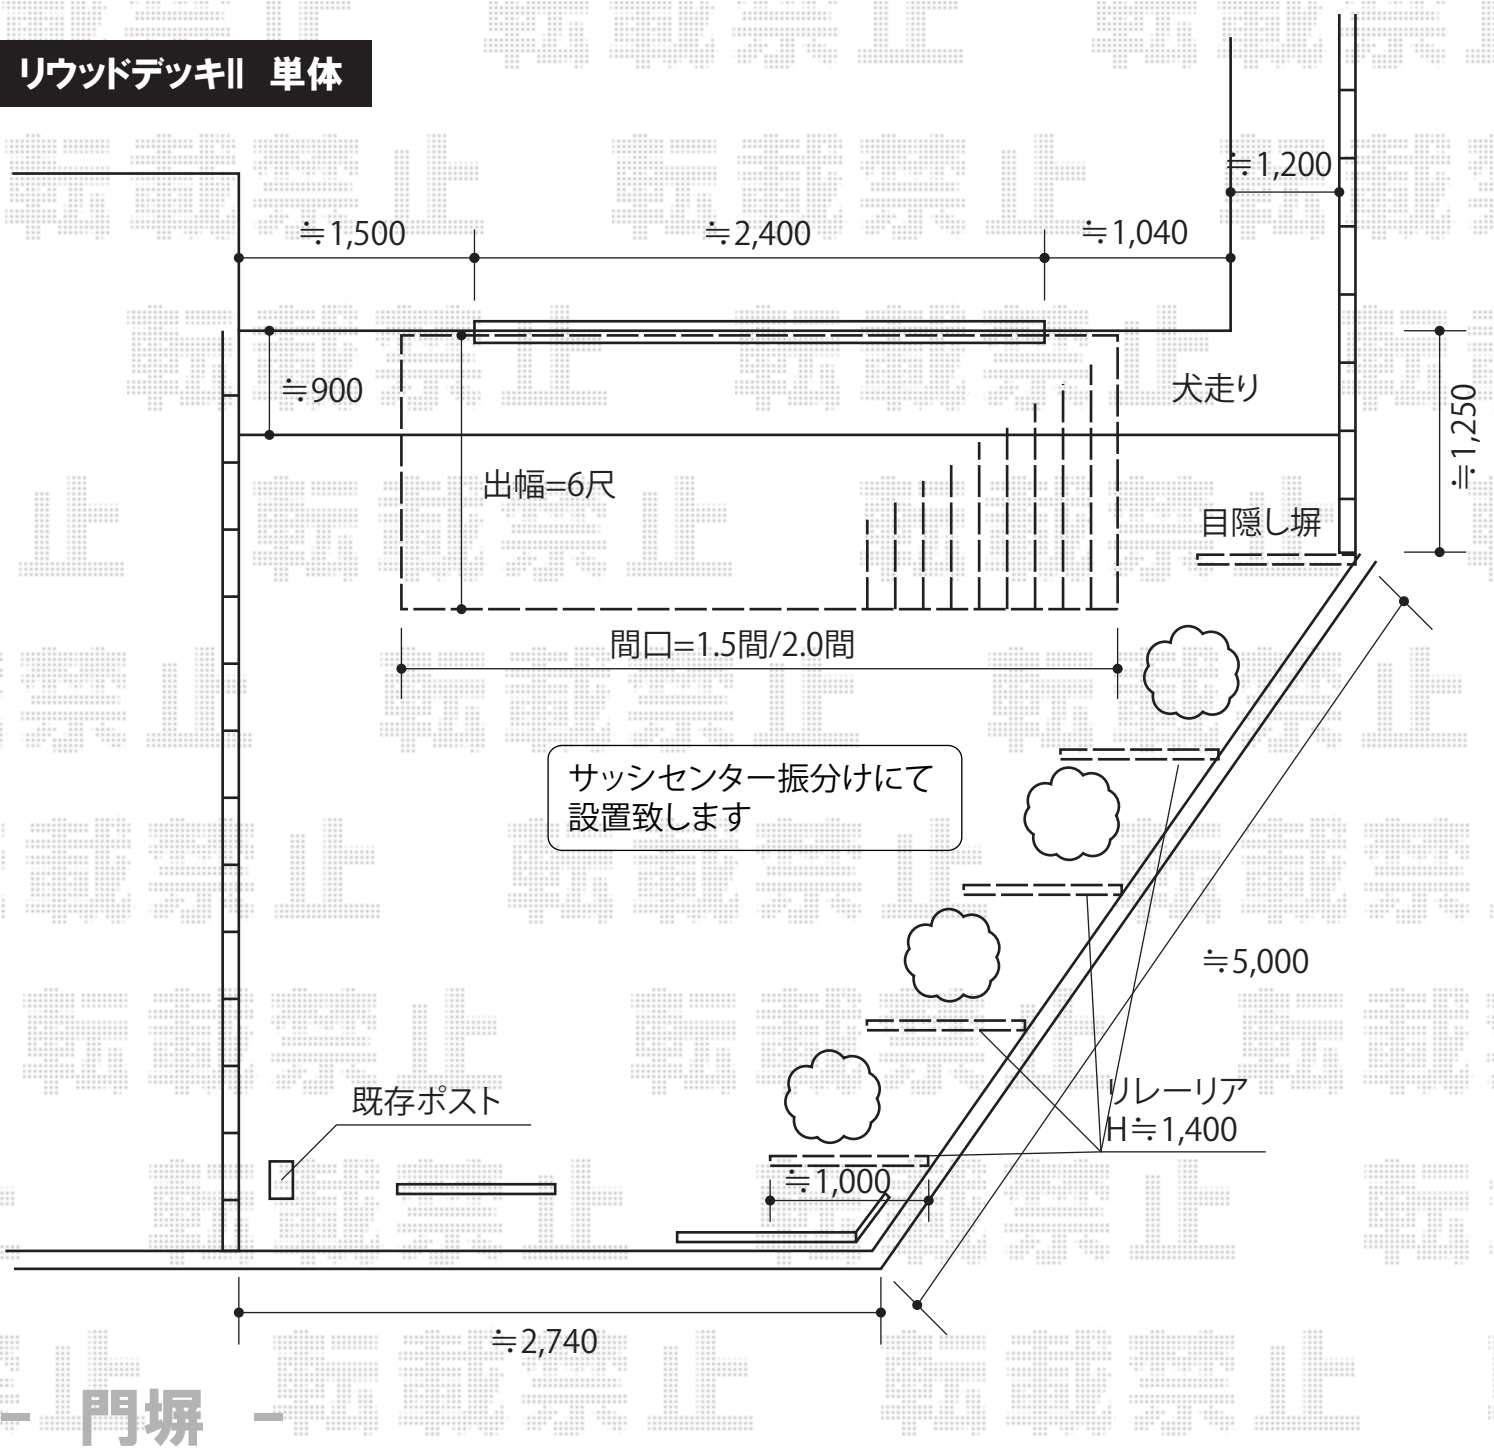 リウッドデッキⅡ 単体
≒1,200
≒1,500
≒2,400
≒1,040
≒900
犬走り
≒1,250
出幅=6尺
目隠し塀
間口=1.5間/2.0間
サッシセンター振分けにて
設置致します
≒5,000
リレーリア
H≒1,400
既存ポスト
≒1,000
≒2,740
- 門塀 -
転載禁止